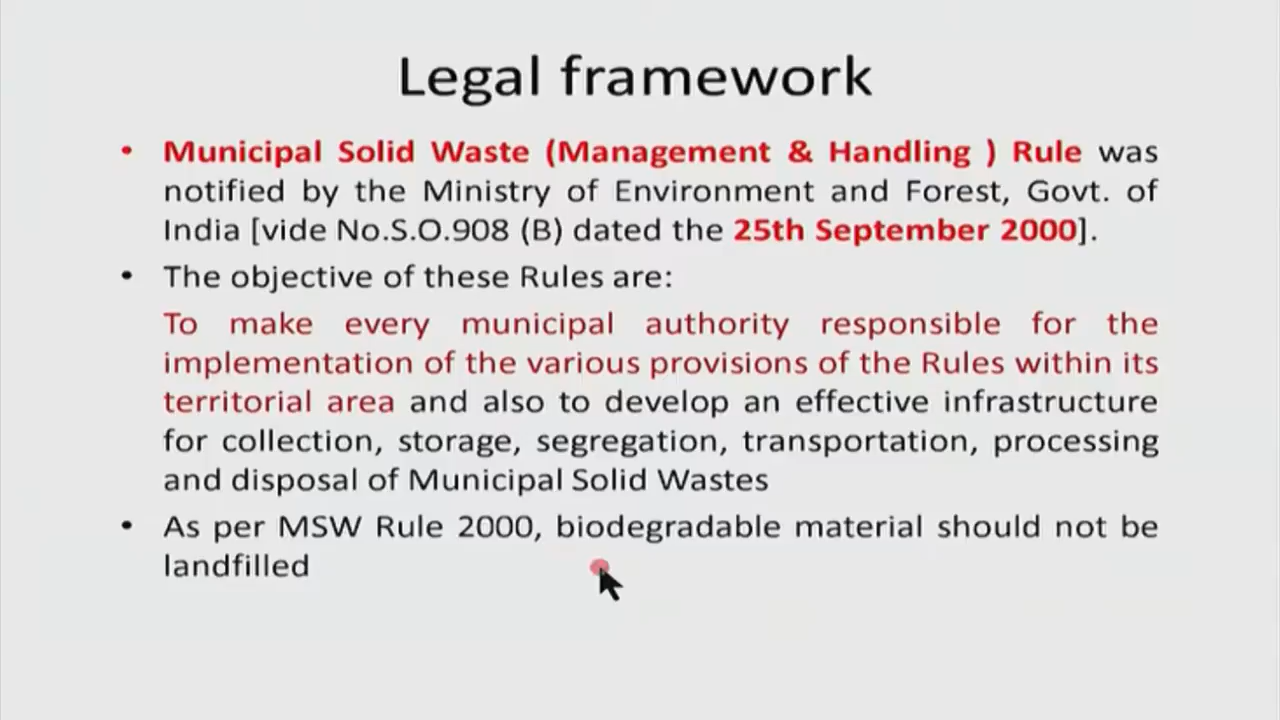 Legal framework
• Municipal Solid Waste (Management & Handling ) Rule was
notified by the Ministry of Environment and Forest, Govt. of
India [vide No.S.O.908 (B) dated the 25th September 2000].
• The objective of these Rules are:
To make every municipal authority responsible for the
implementation of the various provisions of the Rules within its
territorial area and also to develop an effective infrastructure
for collection, storage, segregation, transportation, processing
and disposal of Municipal Solid Wastes
• As per MSW Rule 2000, biodegradable material should not be
landfilled